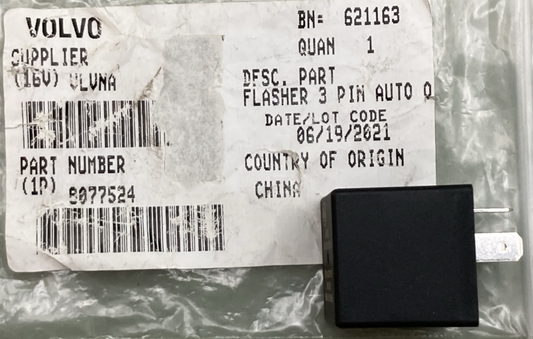 VOLVO
BN= 621163
SUPPLIER
(16V) VLVNA
QUAN 1
DESC. PART
FLASHER 3 PIN AUTO O
DATE/LOT CODE
06/19/2021
PART NUMBER
(1P) 8077524
COUNTRY OF ORIGIN
CHINA